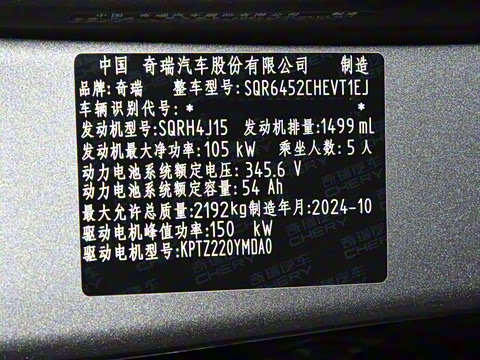 中国 奇瑞汽车股份有限公司 制造
品牌:奇瑞 整车型号:SQR6452CHEVT1EJ
车辆识别代号:* *
发动机型号:SQRH4J15 发动机排量:1499mL
发动机最大净功率:105 kW 乘坐人数:5人
动力电池系统额定电压:345.6 V
动力电池系统额定容量:54 Ah
最大允许总质量:2192kg制造年月:2024-10
驱动电机峰值功率:150 kW
驱动电机型号:KPTZ220YMDA0
奇瑞汽车
CHERY